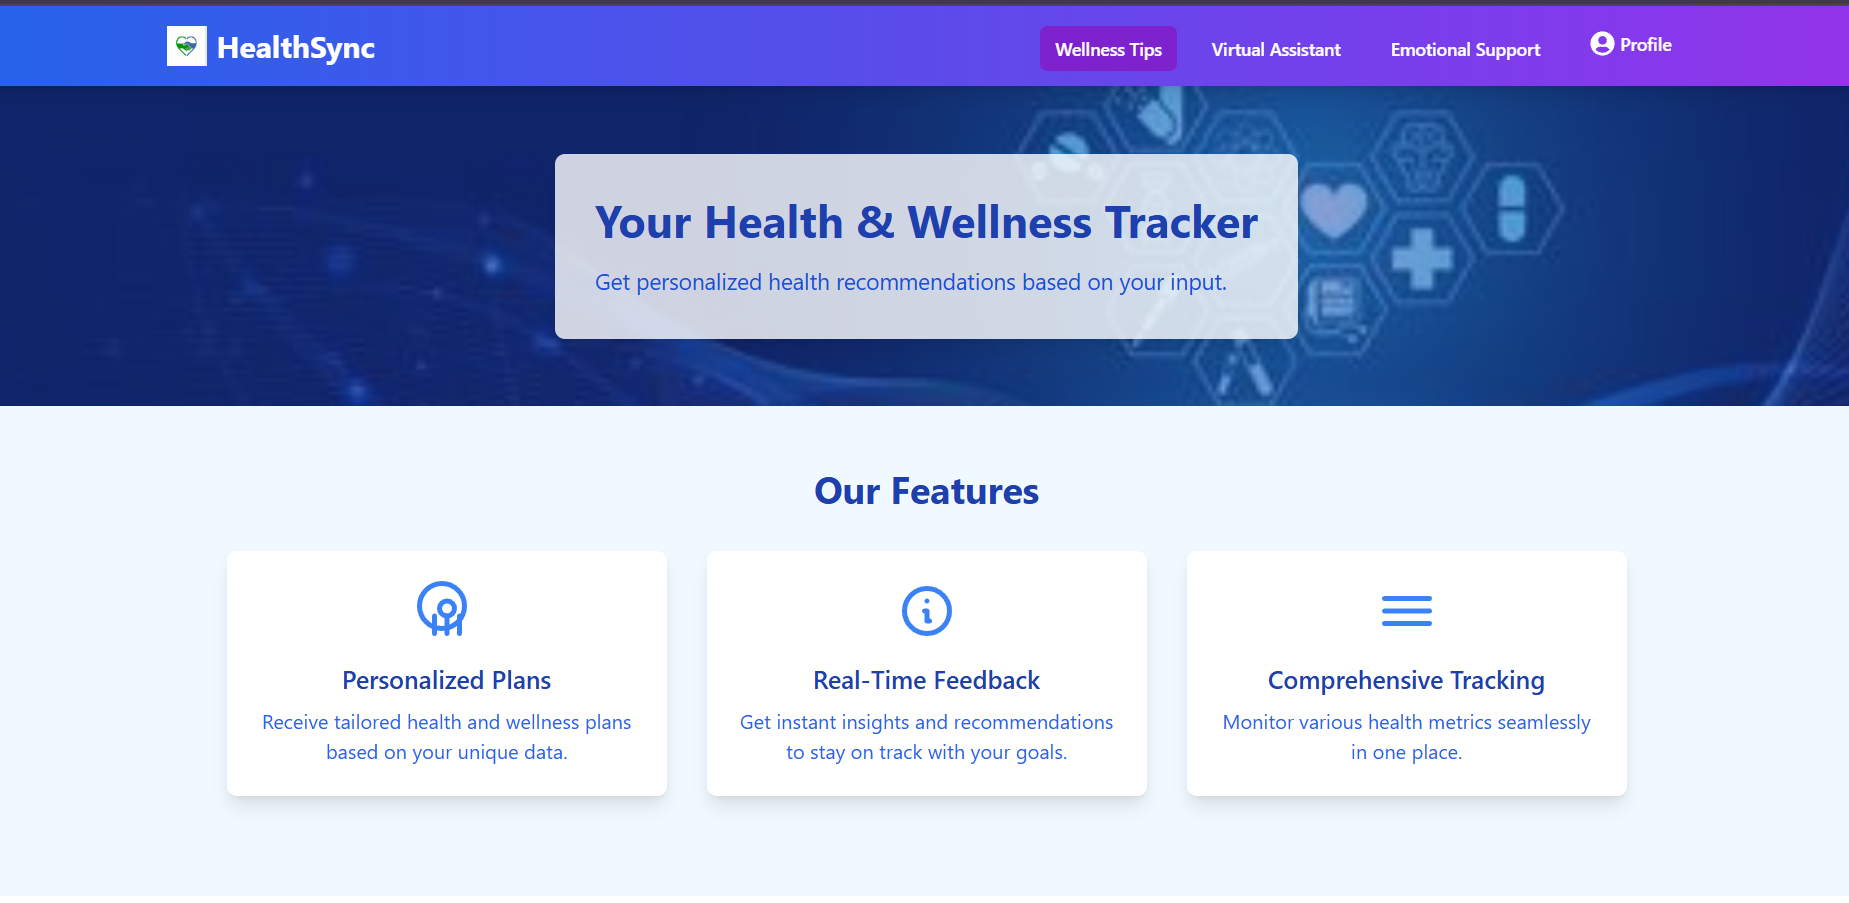 HealthSync
Wellness Tips
Virtual Assistant
Emotional Support
Profile
Your Health & Wellness Tracker
Get personalized health recommendations based on your input.
Our Features
Personalized Plans
Receive tailored health and wellness plans
based on your unique data.
Real-Time Feedback
Get instant insights and recommendations
to stay on track with your goals.
Comprehensive Tracking
Monitor various health metrics seamlessly
in one place.